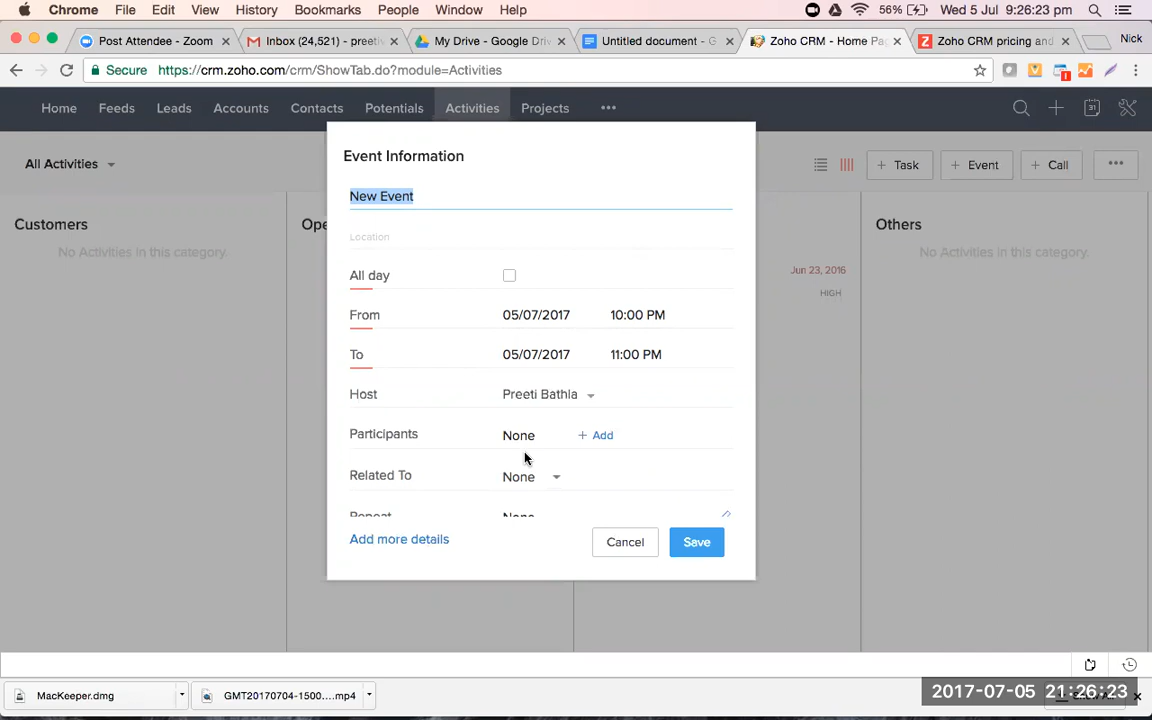 Chrome File Edit View History Bookmarks People Window Help 56% Wed 5 Jul 9:26:23 pm
Post Attendee - Zoom Inbox (24,521) - preetiv My Drive - Google Driv Untitled document - G Zoho CRM - Home Pag Zoho CRM pricing and Nick
Secure https://crm.zoho.com/crm/ShowTab.do?module=Activities
Home Feeds Leads Accounts Contacts Potentials Activities Projects ••• 31
All Activities + Task + Event + Call •••
Event Information
New Event
Location
All day
From 05/07/2017 10:00 PM
To 05/07/2017 11:00 PM
Host Preeti Bathla
Participants None + Add
Related To None
Repeat None
Add more details Cancel Save
Customers
No Activities in this category.
Ope
Jun 23, 2016
HIGH
Others
No Activities in this category.
MacKeeper.dmg GMT20170704-1500....mp4
2017-07-05 21:26:23